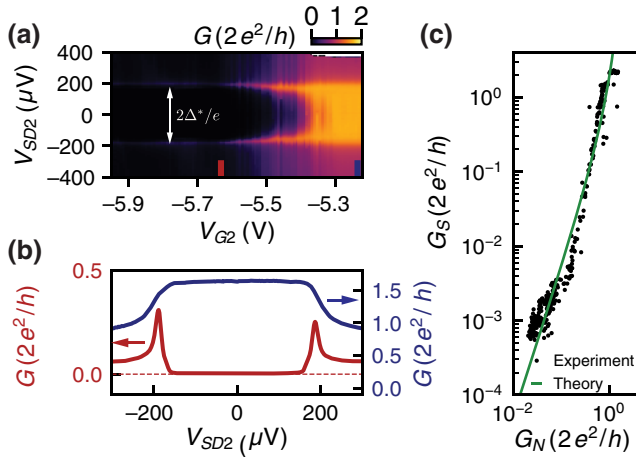 (a)
G (2e²/h)
0 1 2
V_SD2 (µV)
400
200
0
−200
−400
2Δ*/e
−5.9 −5.7 −5.5 −5.3
V_G2 (V)
(b)
G (2e²/h)
0.5
0.0
1.5
1.0
0.5
0.0
G (2e²/h)
−200 0 200
V_SD2 (µV)
(c)
G_S (2e²/h)
10⁰
10⁻¹
10⁻²
10⁻³
10⁻⁴
Experiment
Theory
10⁻² 10⁰
G_N (2e²/h)